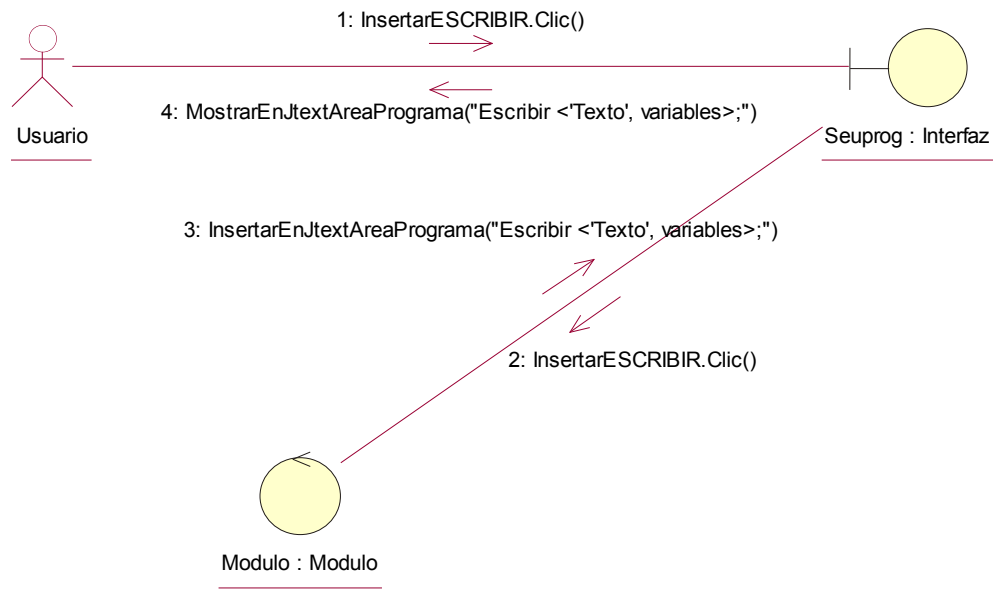 1: InsertarESCRIBIR.Clic()
4: MostrarEnJtextAreaPrograma("Escribir <'Texto', variables>;")
Usuario
Seuprog : Interfaz
3: InsertarEnJtextAreaPrograma("Escribir <'Texto', variables>;")
2: InsertarESCRIBIR.Clic()
Modulo : Modulo